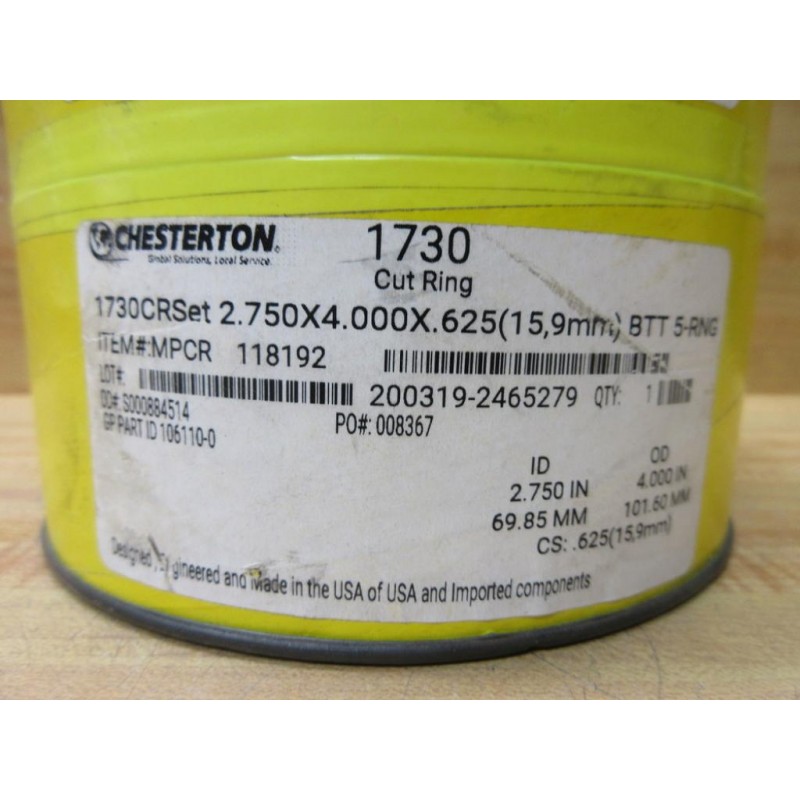 CHESTERTON
Global Solutions, Local Service.
1730
Cut Ring
1730CRSet 2.750X4.000X.625(15,9mm) BTT 5-RNG
ITEM#:MPCR 118192
LOT#: 200319-2465279 QTY: 1
OD#: S000884514
PO#: 008367
GP PART ID 106110-0
ID OD
2.750 IN 4.000 IN
69.85 MM 101.60 MM
CS: .625(15,9mm)
Designed, Engineered and Made in the USA of USA and Imported components